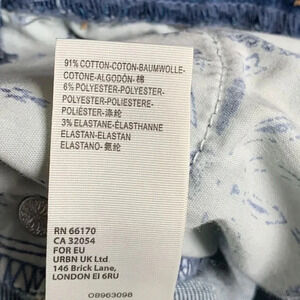 91% COTTON-COTON-BAUMWOLLE-
COTONE-ALGODÓN-棉
6% POLYESTER-POLYESTER-
POLYESTER-POLIESTERE-
POLIÉSTER-涤纶
3% ELASTANE-ÉLASTHANNE
ELASTAN-ELASTAN
ELASTANO-氨纶
RN 66170
CA 32054
FOR EU
URBN UK Ltd
146 Brick Lane,
LONDON EI 6RU
08963098